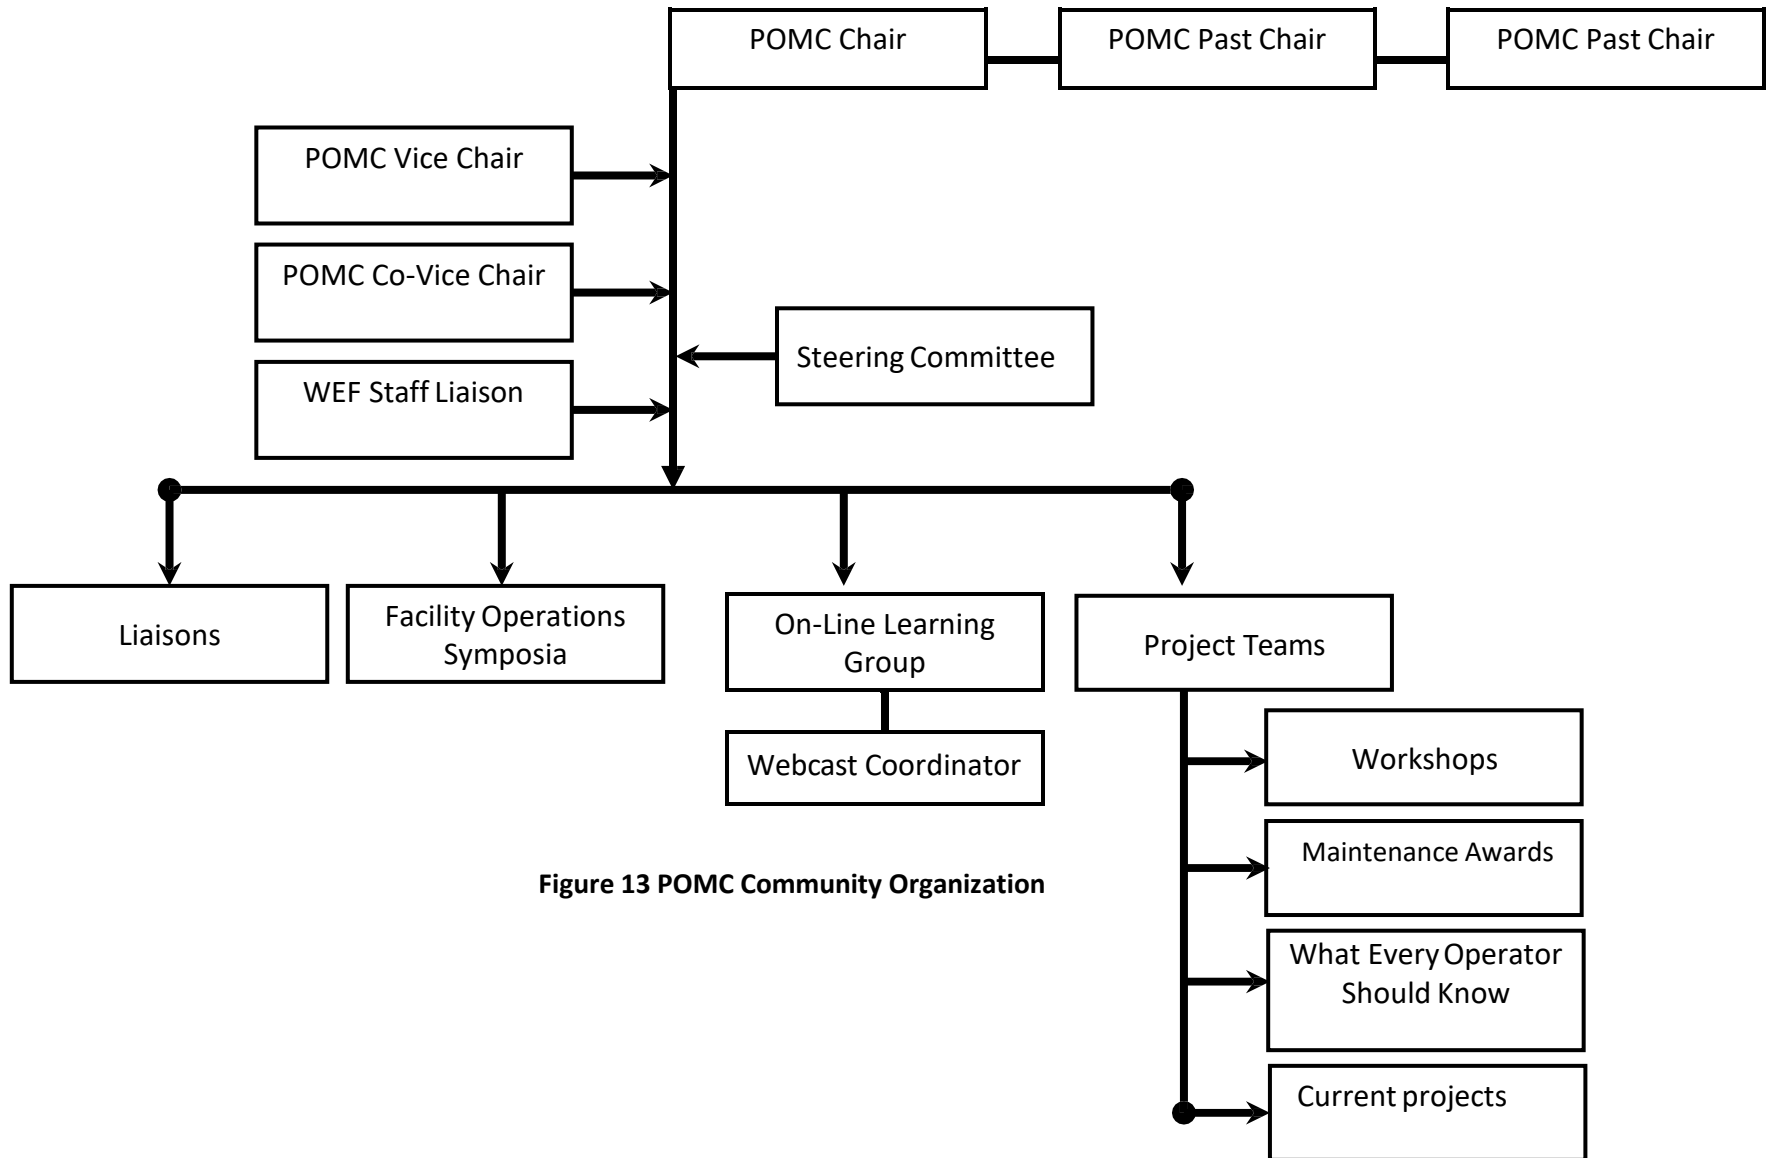 POMC Chair
POMC Past Chair
POMC Past Chair
POMC Vice Chair
POMC Co-Vice Chair
Steering Committee
WEF Staff Liaison
Liaisons
Facility Operations
Symposia
On-Line Learning
Group
Project Teams
Webcast Coordinator
Workshops
Maintenance Awards
Figure 13 POMC Community Organization
What Every Operator
Should Know
Current projects